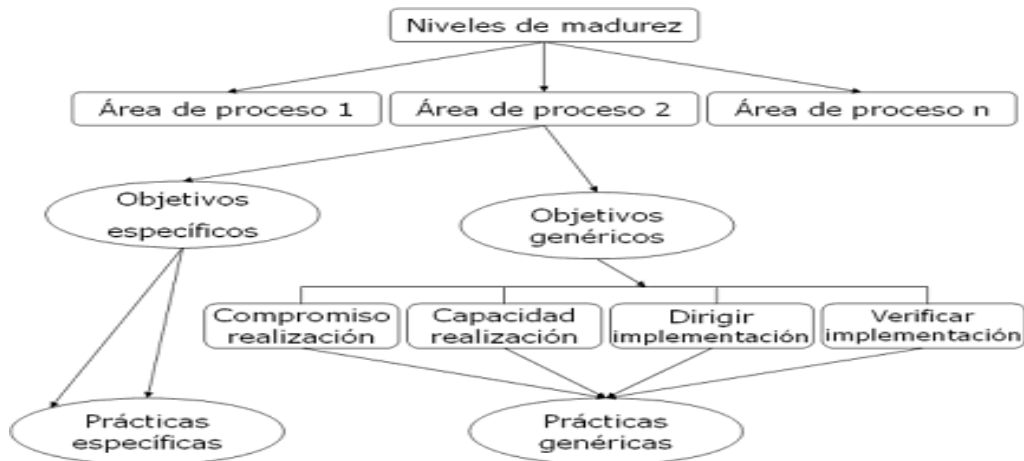 Niveles de madurez
Área de proceso 1
Área de proceso 2
Área de proceso n
Objetivos
específicos
Objetivos
genéricos
Compromiso
realización
Capacidad
realización
Dirigir
implementación
Verificar
implementación
Prácticas
específicas
Prácticas
genéricas